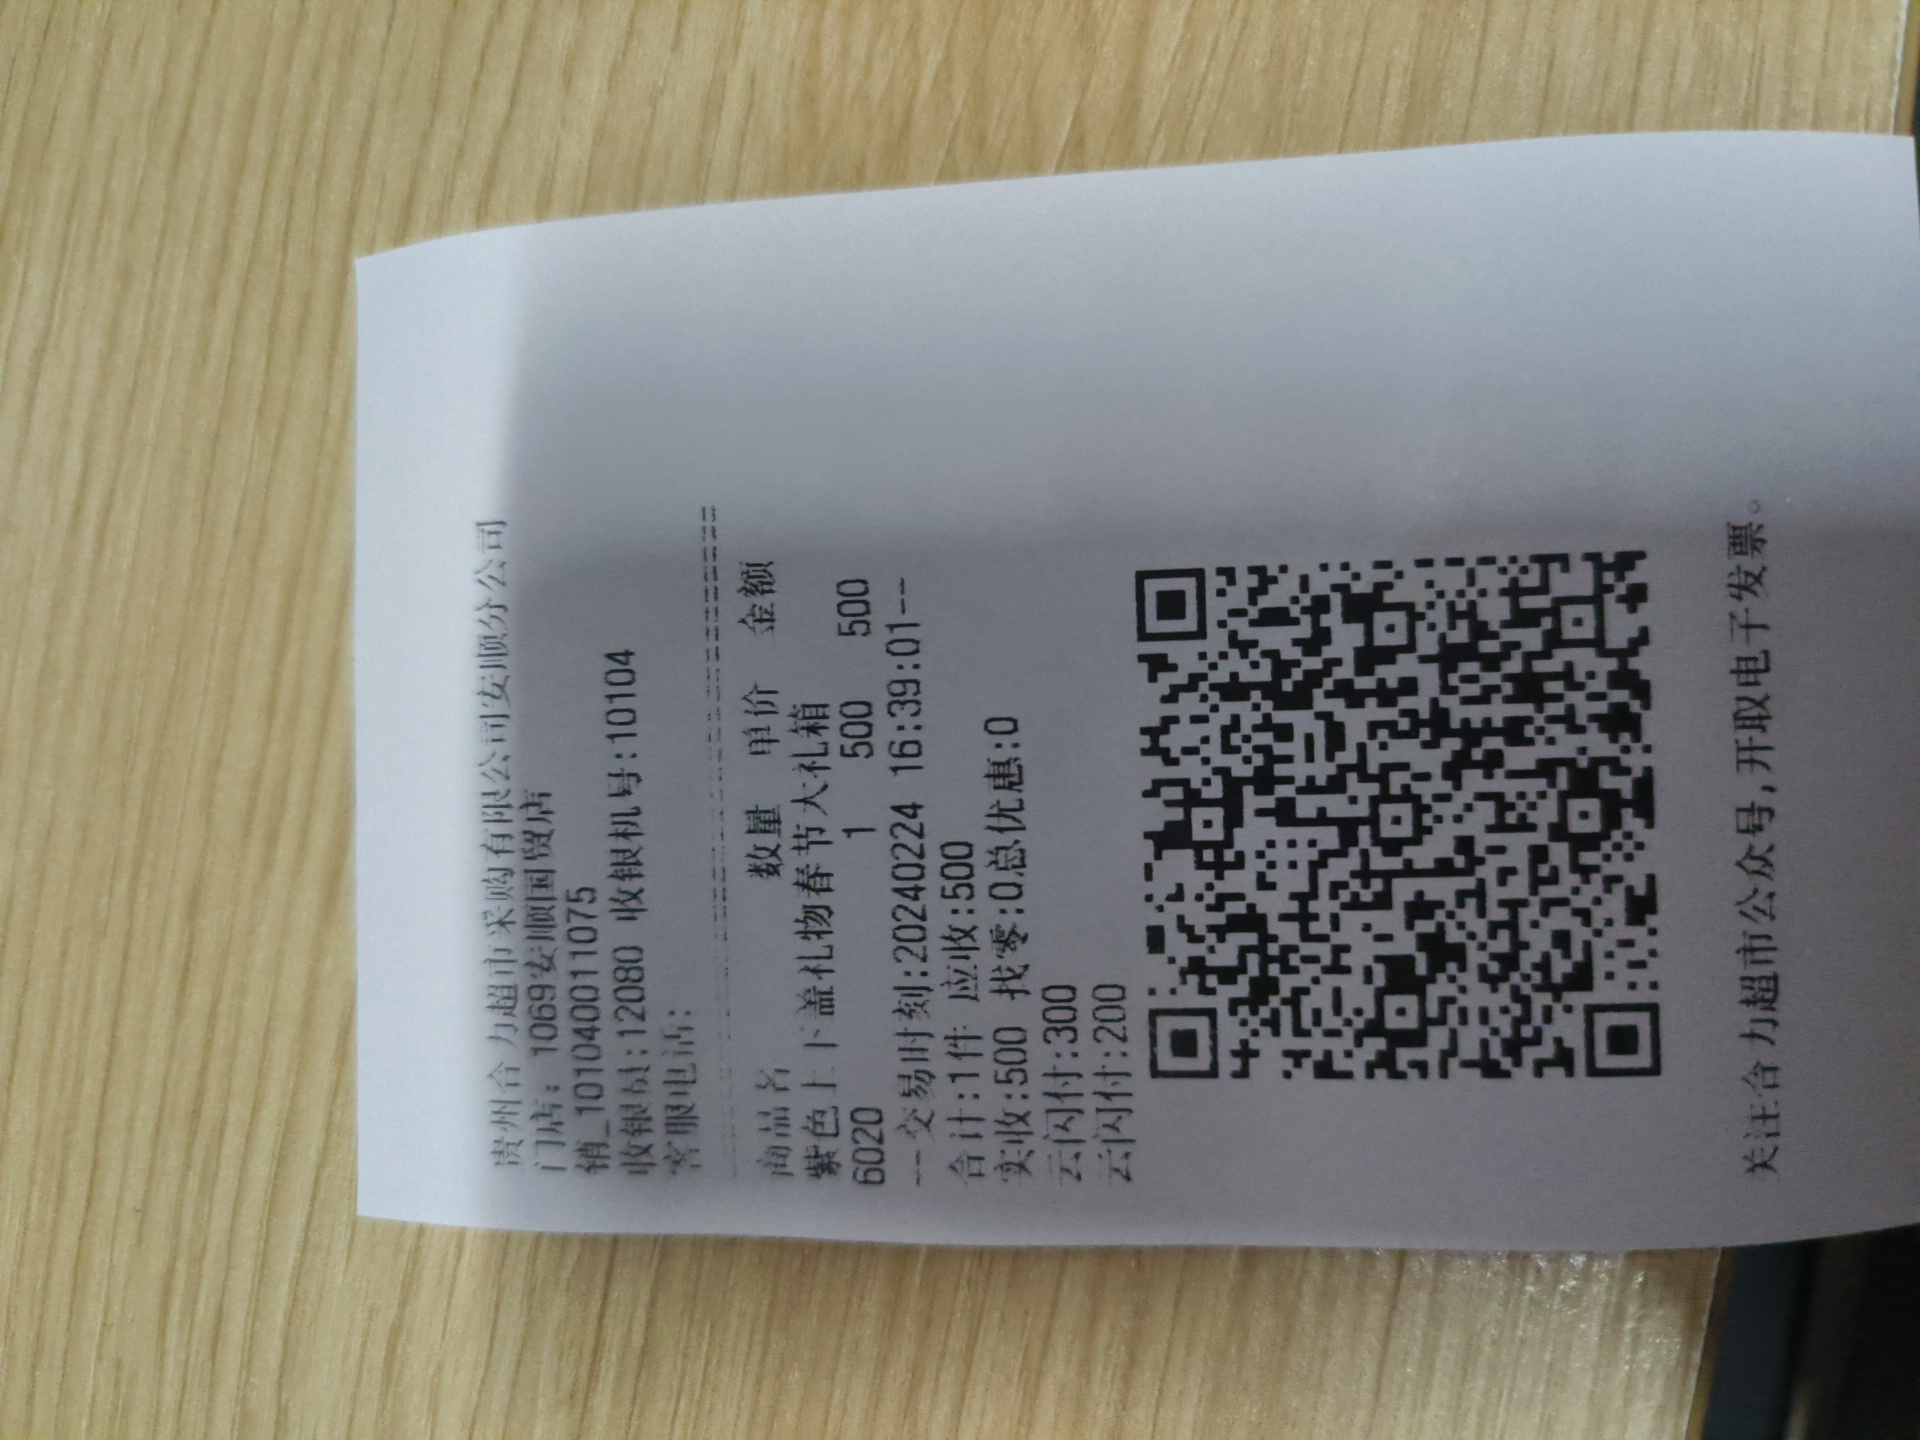 贵州合力超市采购有限公司安顺分公司
门店: 1069安顺国贸店
销_101040011075
收银员:12080 收银机号:10104
客服电话:
商品名 数量 单价 金额
紫色上下盖礼物春节大礼箱
6020 1 500 500
--交易时刻:20240224 16:39:01--
合计:1件 应收:500
实收:500 找零:0总优惠:0
云闪付:300
云闪付:200
关注合力超市公众号,开取电子发票。